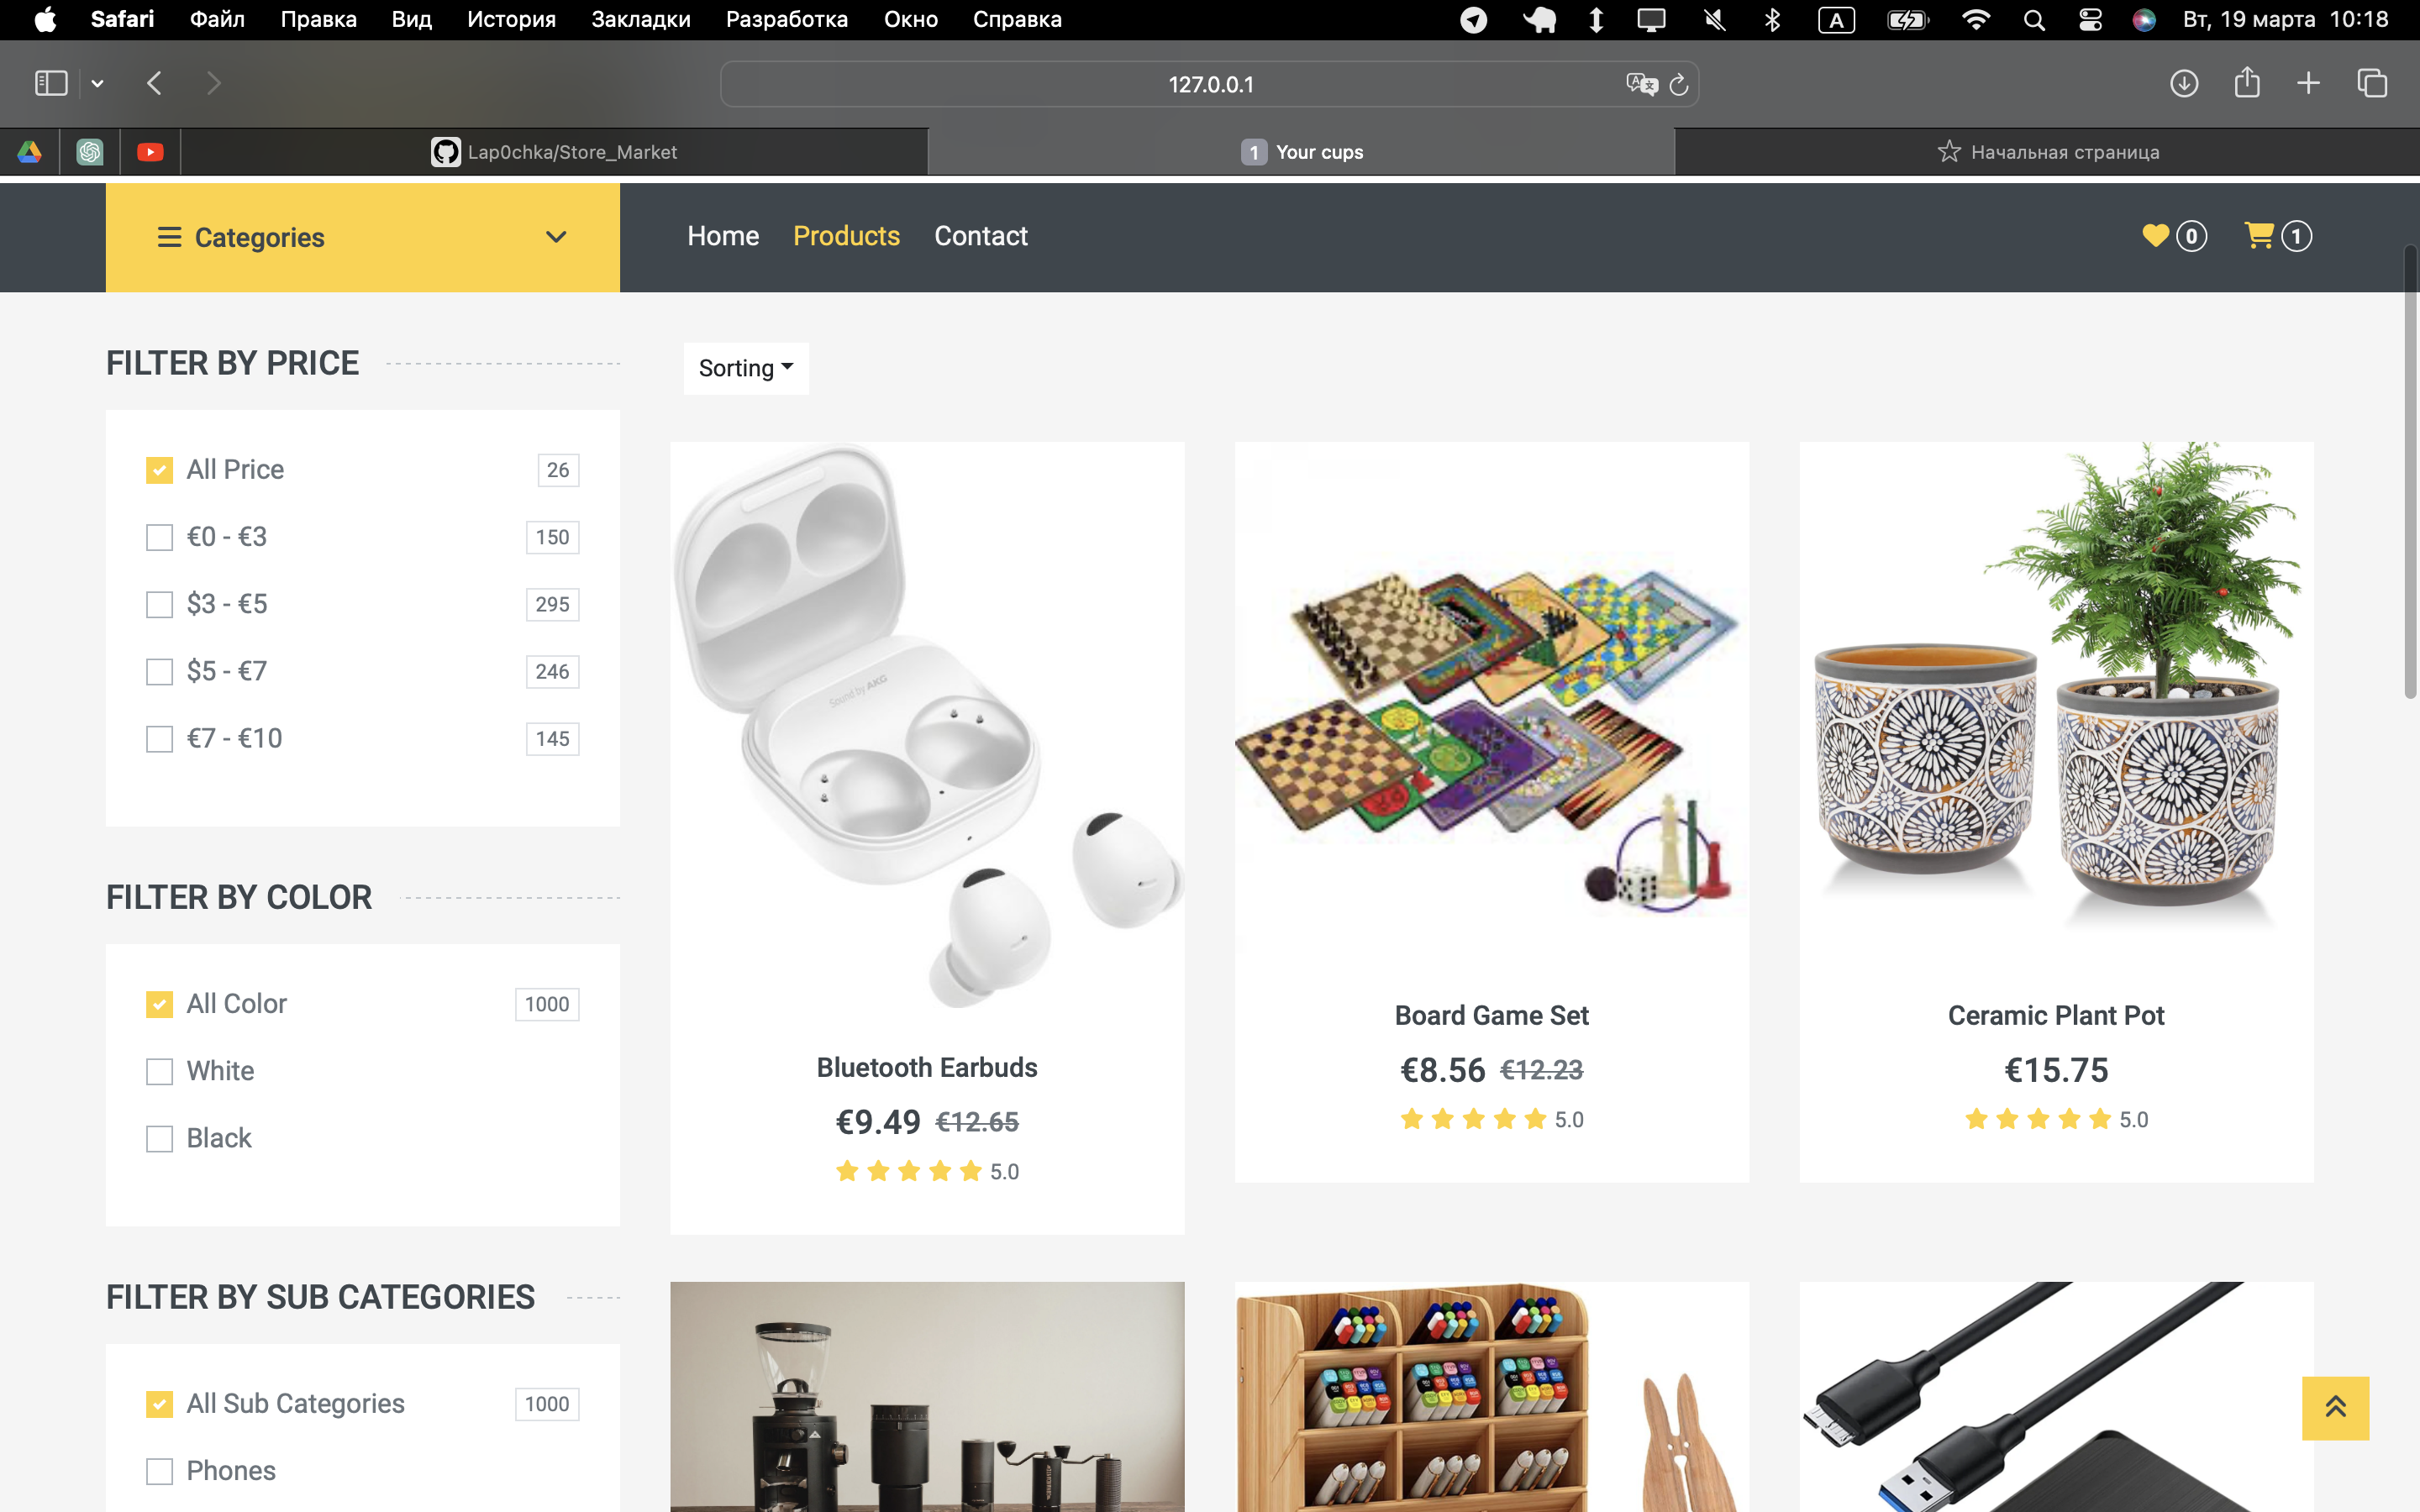 Safari Файл Правка Вид История Закладки Разработка Окно Справка A Вт, 19 марта 10:18
127.0.0.1
Lap0chka/Store_Market 1 Your cups Начальная страница
Categories Home Products Contact 0 1
FILTER BY PRICE
Sorting
All Price 26
€0 - €3 150
$3 - €5 295
$5 - €7 246
€7 - €10 145
Sound by AKG
FILTER BY COLOR
All Color 1000
White
Black
Bluetooth Earbuds
€9.49 €12.65
5.0
Board Game Set
€8.56 €12.23
5.0
Ceramic Plant Pot
€15.75
5.0
FILTER BY SUB CATEGORIES
All Sub Categories 1000
Phones